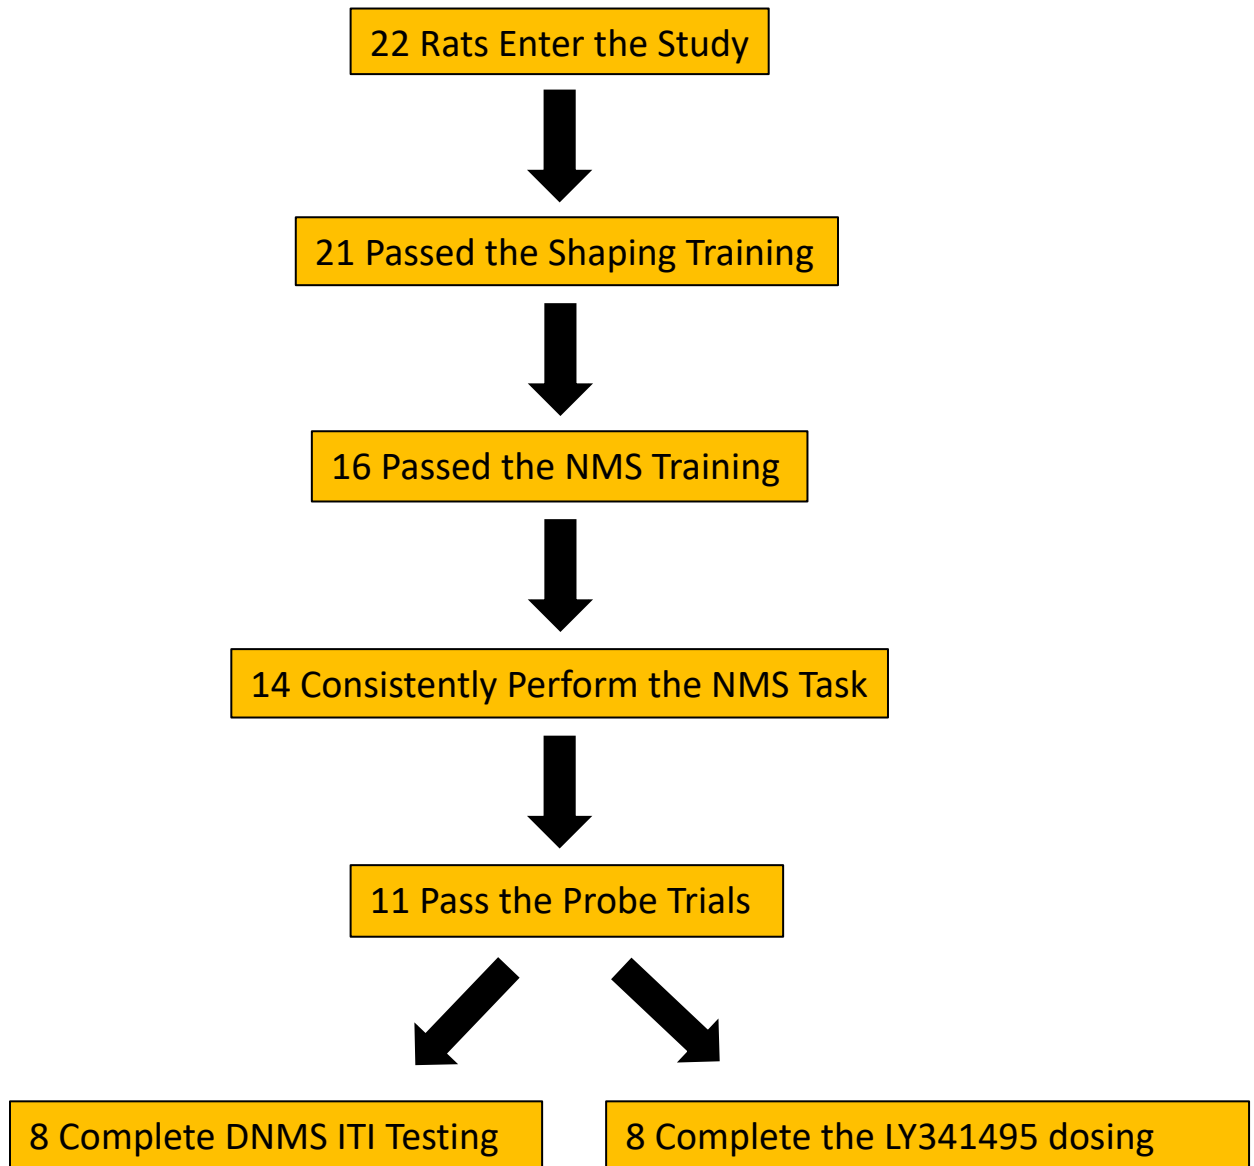 22 Rats Enter the Study
21 Passed the Shaping Training
16 Passed the NMS Training
14 Consistently Perform the NMS Task
11 Pass the Probe Trials
8 Complete DNMS ITI Testing
8 Complete the LY341495 dosing